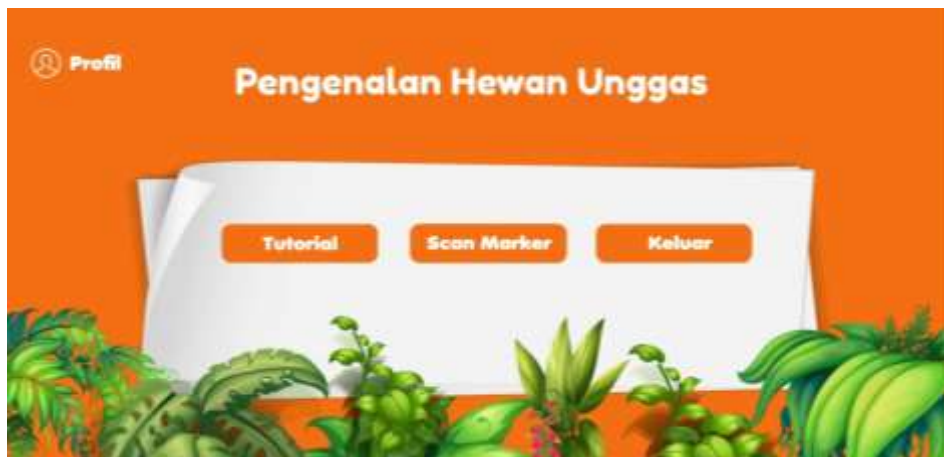 Profil
Pengenalan Hewan Unggas
Tutorial
Scan Marker
Keluar